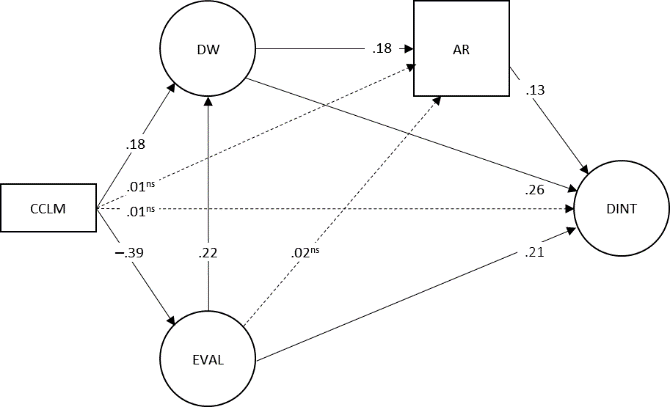 DW
.18
AR
.13
.18
.01ns
.26
CCLM
.01ns
DINT
–.39
.22
.02ns
.21
EVAL